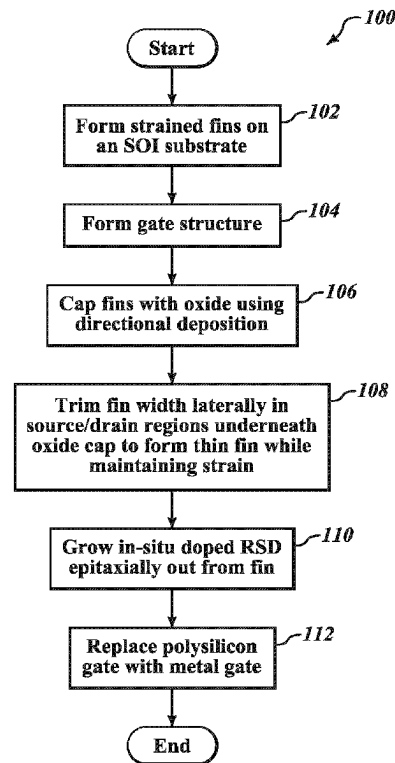 100
Start
102
Form strained fins on
an SOI substrate
104
Form gate structure
106
Cap fins with oxide using
directional deposition
108
Trim fin width laterally in
source/drain regions underneath
oxide cap to form thin fin while
maintaining strain
110
Grow in-situ doped RSD
epitaxially out from fin
112
Replace polysilicon
gate with metal gate
End